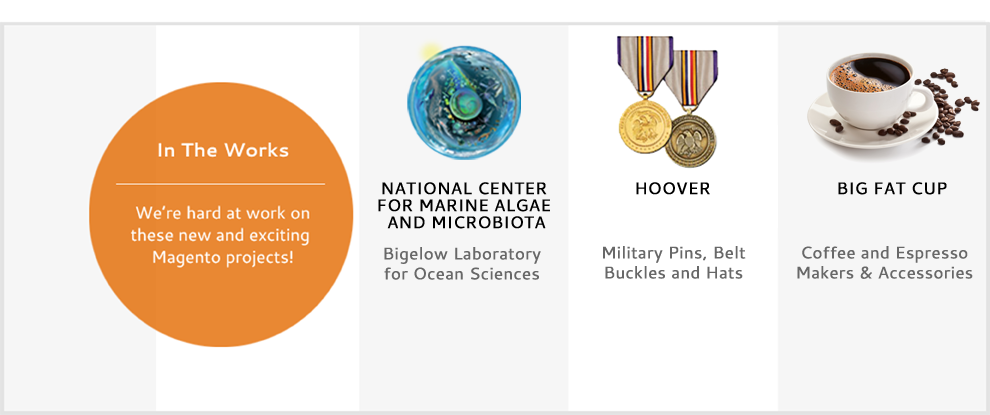 In The Works
We're hard at work on
these new and exciting
Magento projects!
NATIONAL CENTER
FOR MARINE ALGAE
AND MICROBIOTA
Bigelow Laboratory
for Ocean Sciences
HOOVER
Military Pins, Belt
Buckles and Hats
BIG FAT CUP
Coffee and Espresso
Makers & Accessories